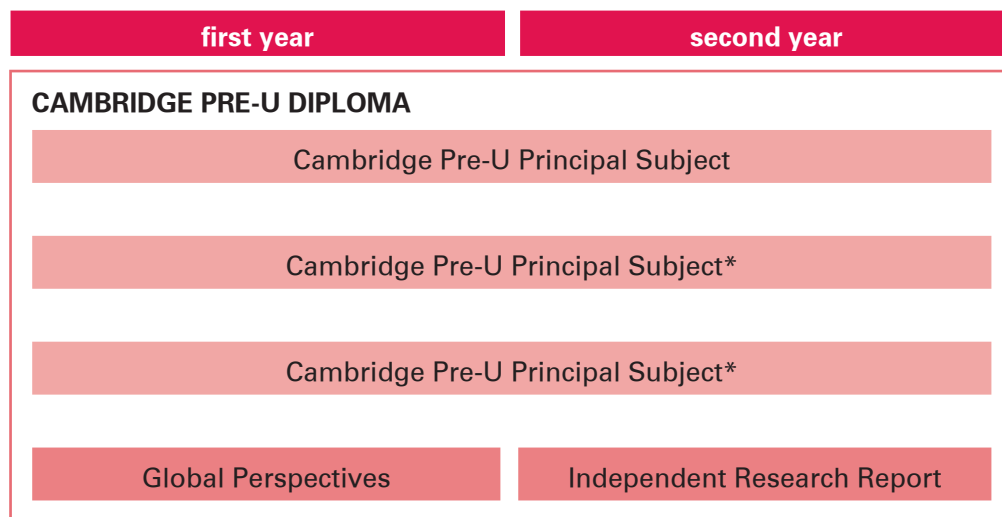 first year second year
CAMBRIDGE PRE-U DIPLOMA
Cambridge Pre-U Principal Subject
Cambridge Pre-U Principal Subject*
Cambridge Pre-U Principal Subject*
Global Perspectives Independent Research Report